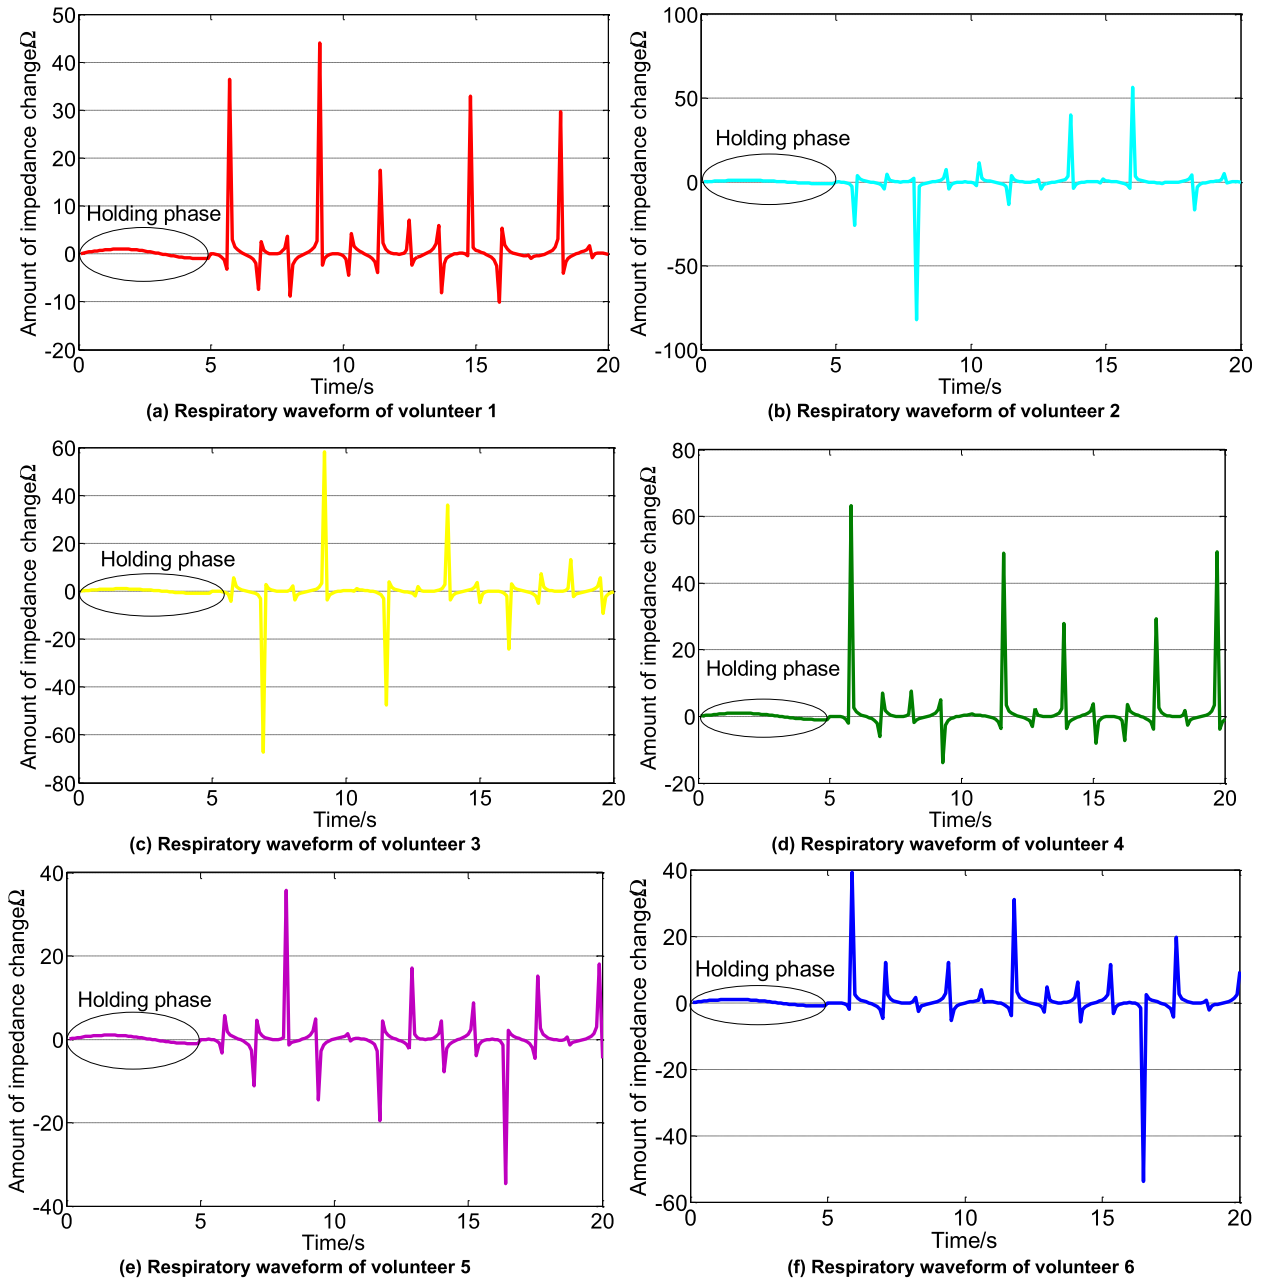 Amount of impedance changeΩ
50
40
30
20
10
0
-10
-20
Holding phase
0 5 10 15 20
Time/s
(a) Respiratory waveform of volunteer 1
Amount of impedance changeΩ
100
50
0
-50
-100
Holding phase
0 5 10 15 20
Time/s
(b) Respiratory waveform of volunteer 2
Amount of impedance changeΩ
60
40
20
0
-20
-40
-60
-80
Holding phase
0 5 10 15 20
Time/s
(c) Respiratory waveform of volunteer 3
Amount of impedance changeΩ
80
60
40
20
0
-20
Holding phase
0 5 10 15 20
Time/s
(d) Respiratory waveform of volunteer 4
Amount of impedance changeΩ
40
20
0
-20
-40
Holding phase
0 5 10 15 20
Time/s
(e) Respiratory waveform of volunteer 5
Amount of impedance changeΩ
40
20
0
-20
-40
-60
Holding phase
0 5 10 15 20
Time/s
(f) Respiratory waveform of volunteer 6